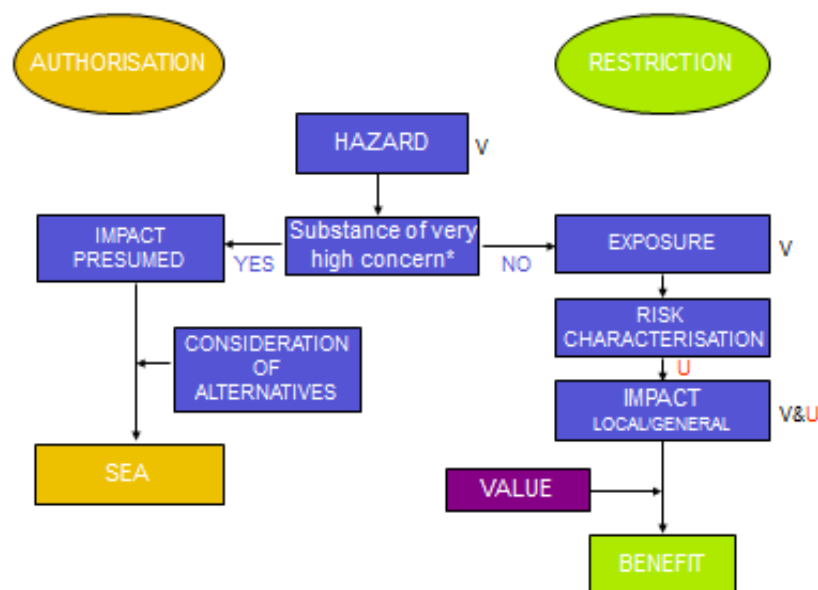 AUTHORISATION
RESTRICTION
HAZARD
V
IMPACT
PRESUMED
YES
Substance of very
high concern*
NO
EXPOSURE
V
CONSIDERATION
OF
ALTERNATIVES
RISK
CHARACTERISATION
U
IMPACT
LOCAL/GENERAL
V&U
SEA
VALUE
BENEFIT